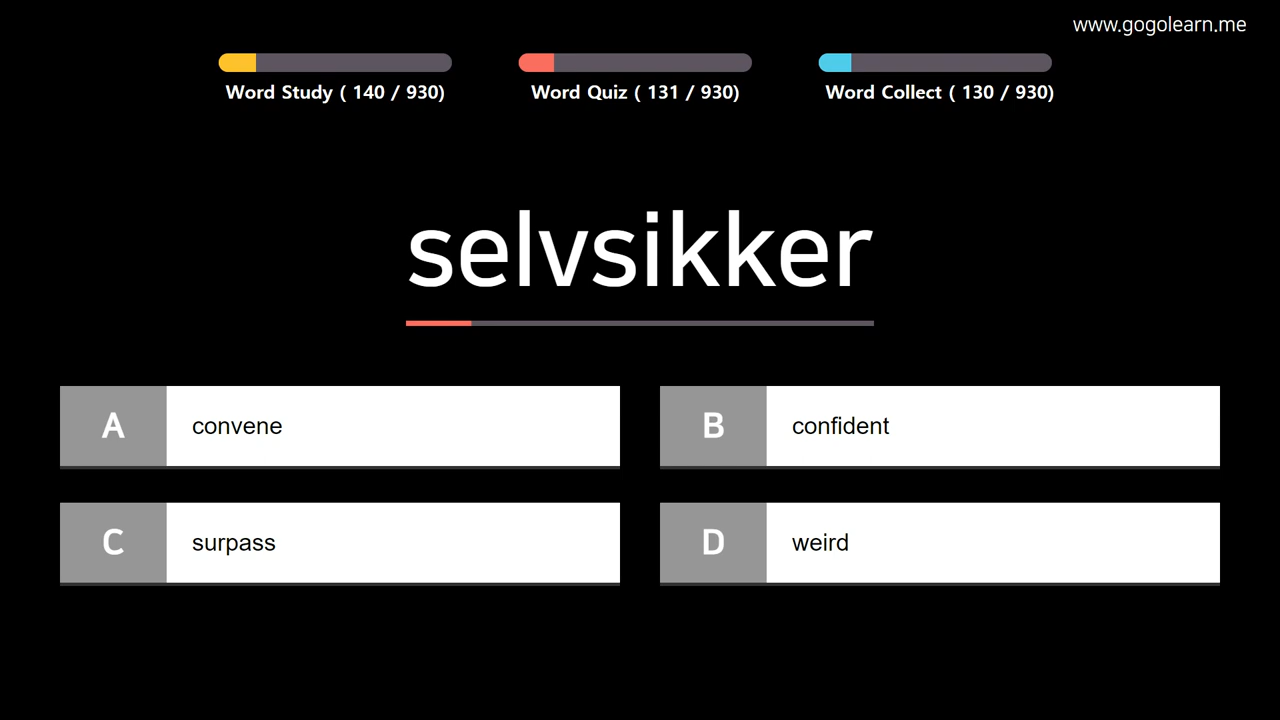 www.gogolearn.me
Word Study ( 140 / 930)
Word Quiz ( 131 / 930)
Word Collect ( 130 / 930)
selvsikker
A convene
B confident
C surpass
D weird